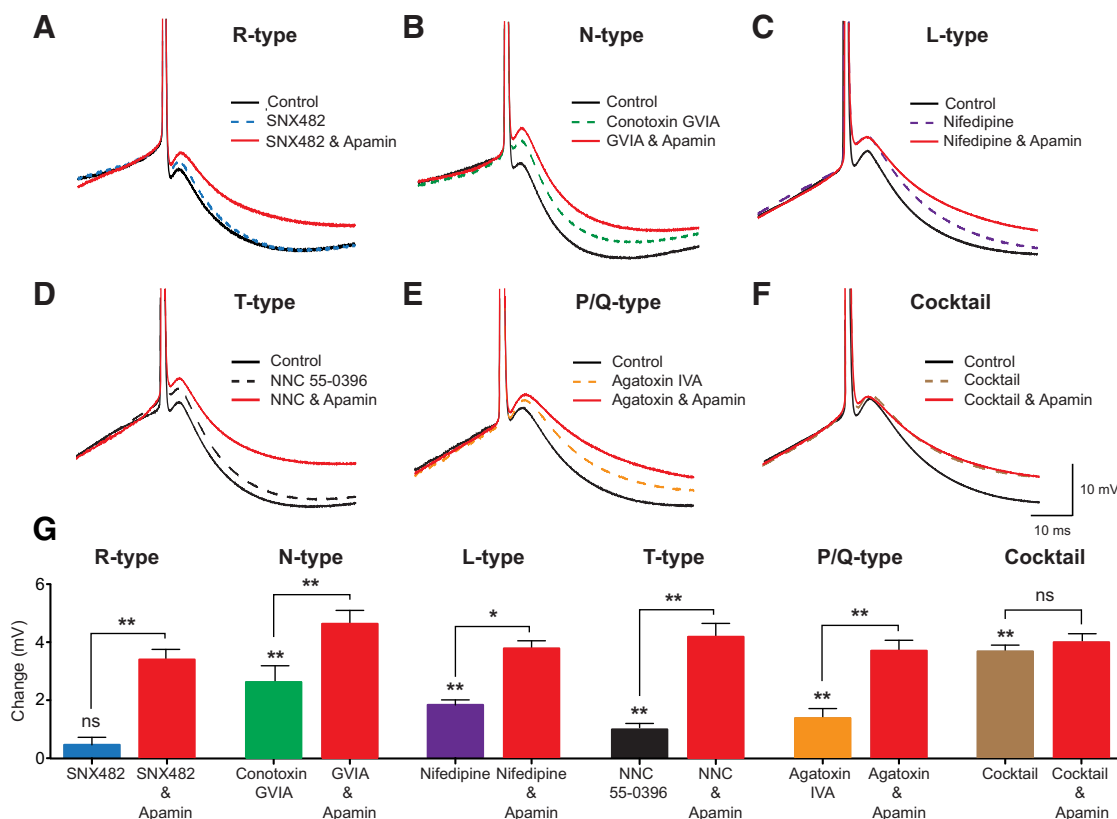 A
R-type
Control
SNX482
SNX482 & Apamin
B
N-type
Control
Conotoxin GVIA
GVIA & Apamin
C
L-type
Control
Nifedipine
Nifedipine & Apamin
D
T-type
Control
NNC 55-0396
NNC & Apamin
E
P/Q-type
Control
Agatoxin IVA
Agatoxin & Apamin
F
Cocktail
Control
Cocktail
Cocktail & Apamin
10 mV
10 ms
G
R-type N-type L-type T-type P/Q-type Cocktail
Change (mV)
6
4
2
0
** ns
** **
* **
** **
** **
ns **
SNX482
SNX482
&
Apamin
Conotoxin
GVIA
GVIA
&
Apamin
Nifedipine
Nifedipine
&
Apamin
NNC
55-0396
NNC
&
Apamin
Agatoxin
IVA
Agatoxin
&
Apamin
Cocktail
Cocktail
&
Apamin